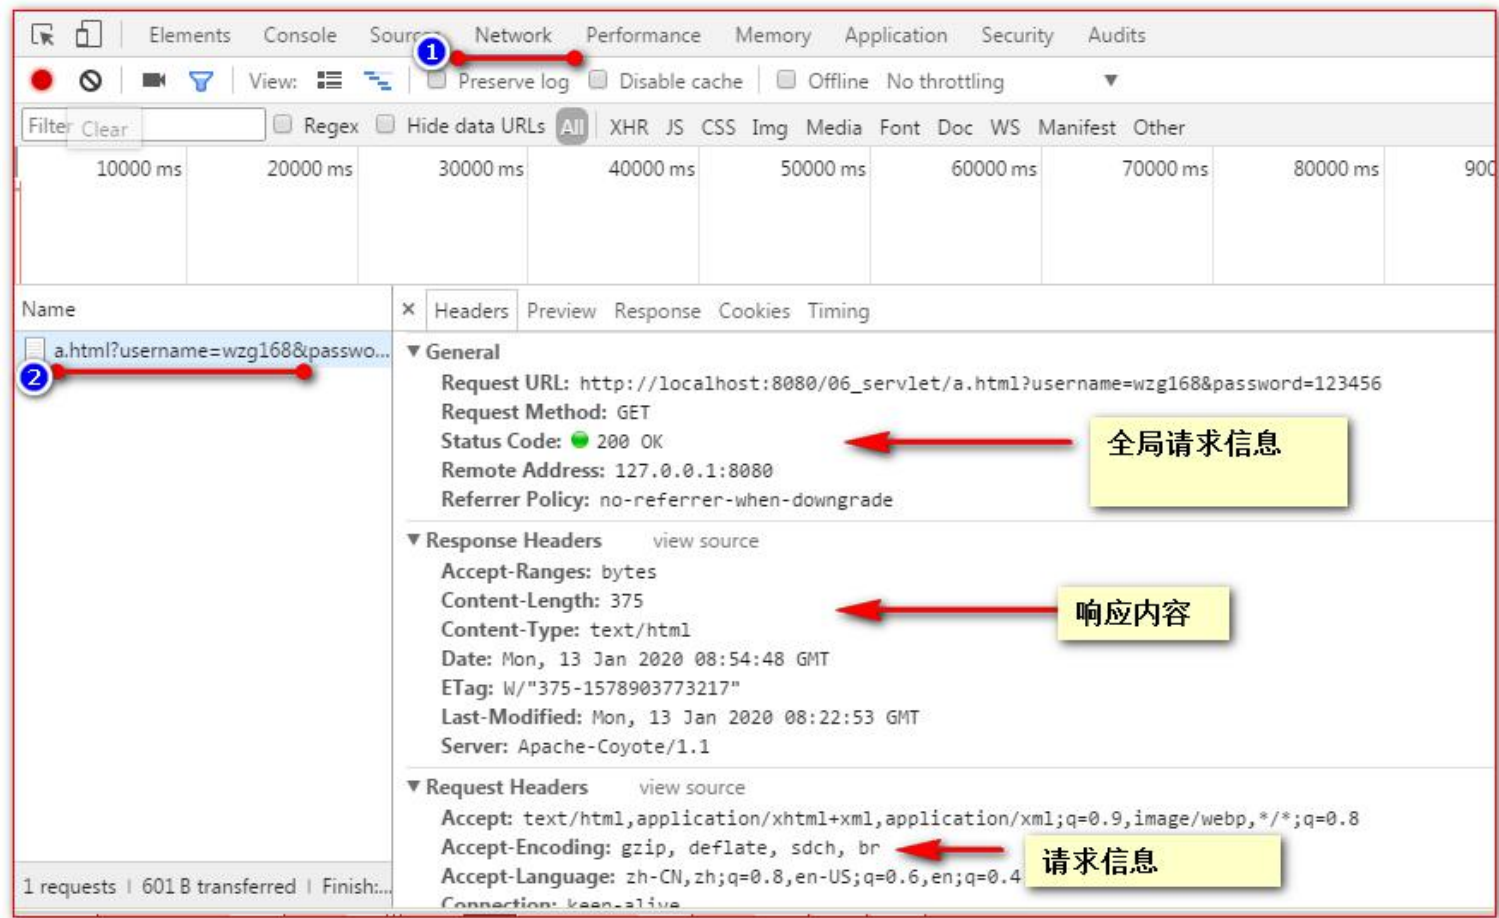 Elements Console Sources Network Performance Memory Application Security Audits
1
View: Preserve log Disable cache Offline No throttling
Filter Clear Regex Hide data URLs All XHR JS CSS Img Media Font Doc WS Manifest Other
10000 ms 20000 ms 30000 ms 40000 ms 50000 ms 60000 ms 70000 ms 80000 ms 900
Name
× Headers Preview Response Cookies Timing
a.html?username=wzg168&passwo...
2
General
Request URL: http://localhost:8080/06_servlet/a.html?username=wzg168&password=123456
Request Method: GET
Status Code: 200 OK
全局请求信息
Remote Address: 127.0.0.1:8080
Referrer Policy: no-referrer-when-downgrade
Response Headers view source
Accept-Ranges: bytes
Content-Length: 375
响应内容
Content-Type: text/html
Date: Mon, 13 Jan 2020 08:54:48 GMT
ETag: W/"375-1578903773217"
Last-Modified: Mon, 13 Jan 2020 08:22:53 GMT
Server: Apache-Coyote/1.1
Request Headers view source
Accept: text/html,application/xhtml+xml,application/xml;q=0.9,image/webp,*/*;q=0.8
Accept-Encoding: gzip, deflate, sdch, br
请求信息
Accept-Language: zh-CN,zh;q=0.8,en-US;q=0.6,en;q=0.4
Connection: keep-alive
1 requests | 601 B transferred | Finish:...